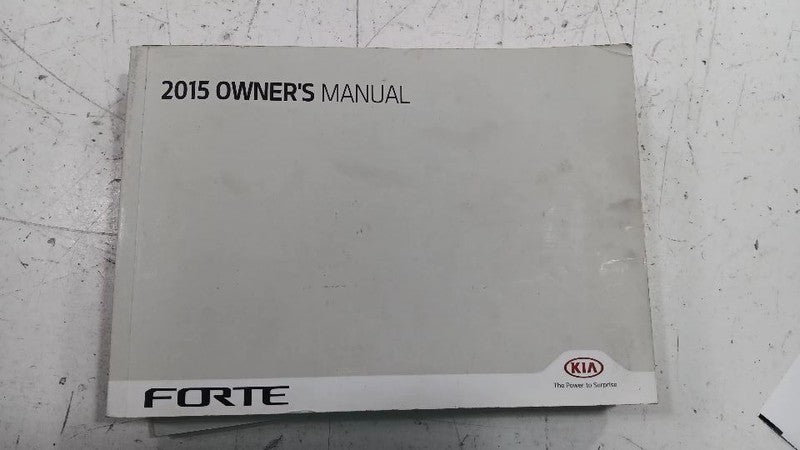 2015 OWNER'S MANUAL
KIA
The Power to Surprise
FORTE